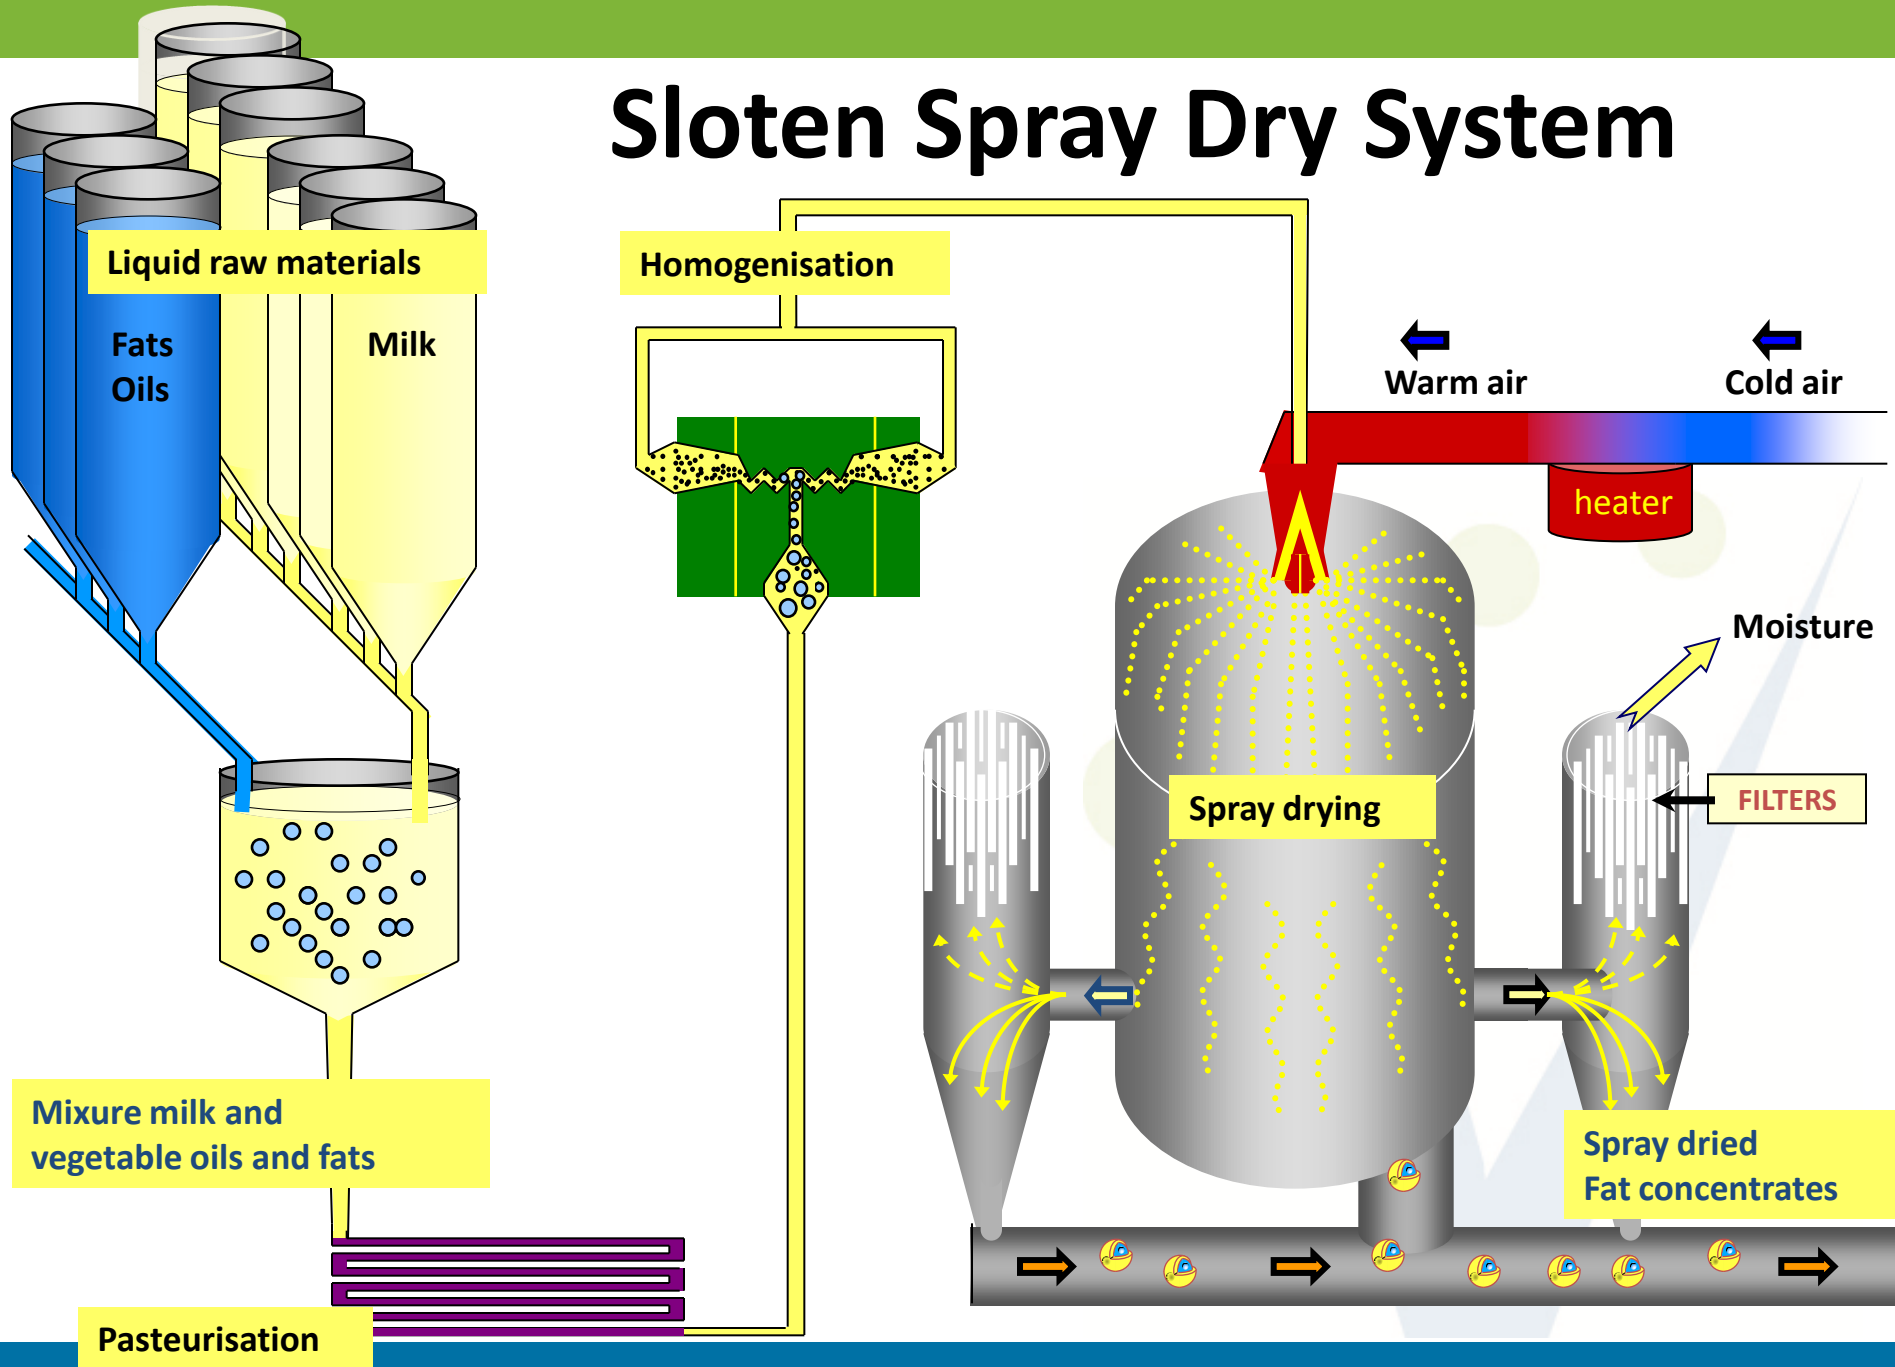 Sloten Spray Dry System
Liquid raw materials
Fats
Oils
Milk
Homogenisation
Warm air
Cold air
heater
Moisture
FILTERS
Spray drying
Mixure milk and
vegetable oils and fats
Spray dried
Fat concentrates
Pasteurisation